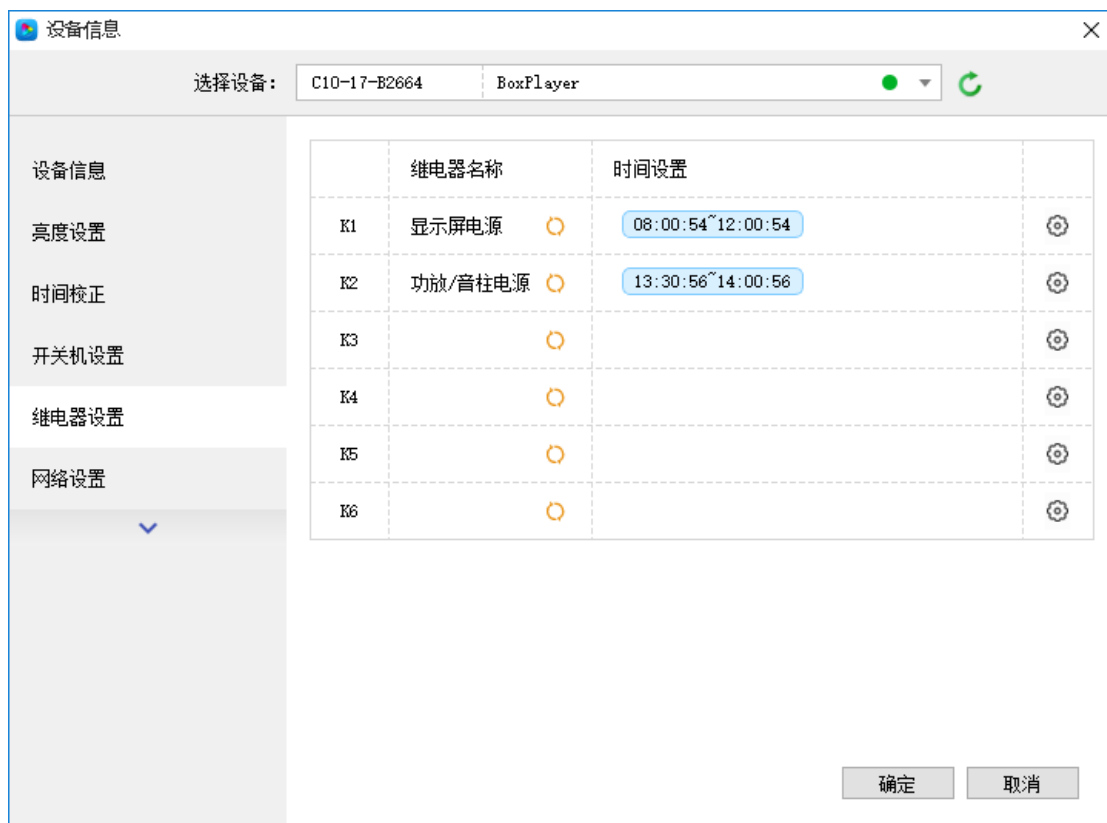 设备信息
选择设备: C10-17-B2664 BoxPlayer
设备信息
亮度设置
时间校正
开关机设置
继电器设置
网络设置
继电器名称 时间设置
K1 显示屏电源 08:00:54~12:00:54
K2 功放/音柱电源 13:30:56~14:00:56
K3
K4
K5
K6
确定 取消